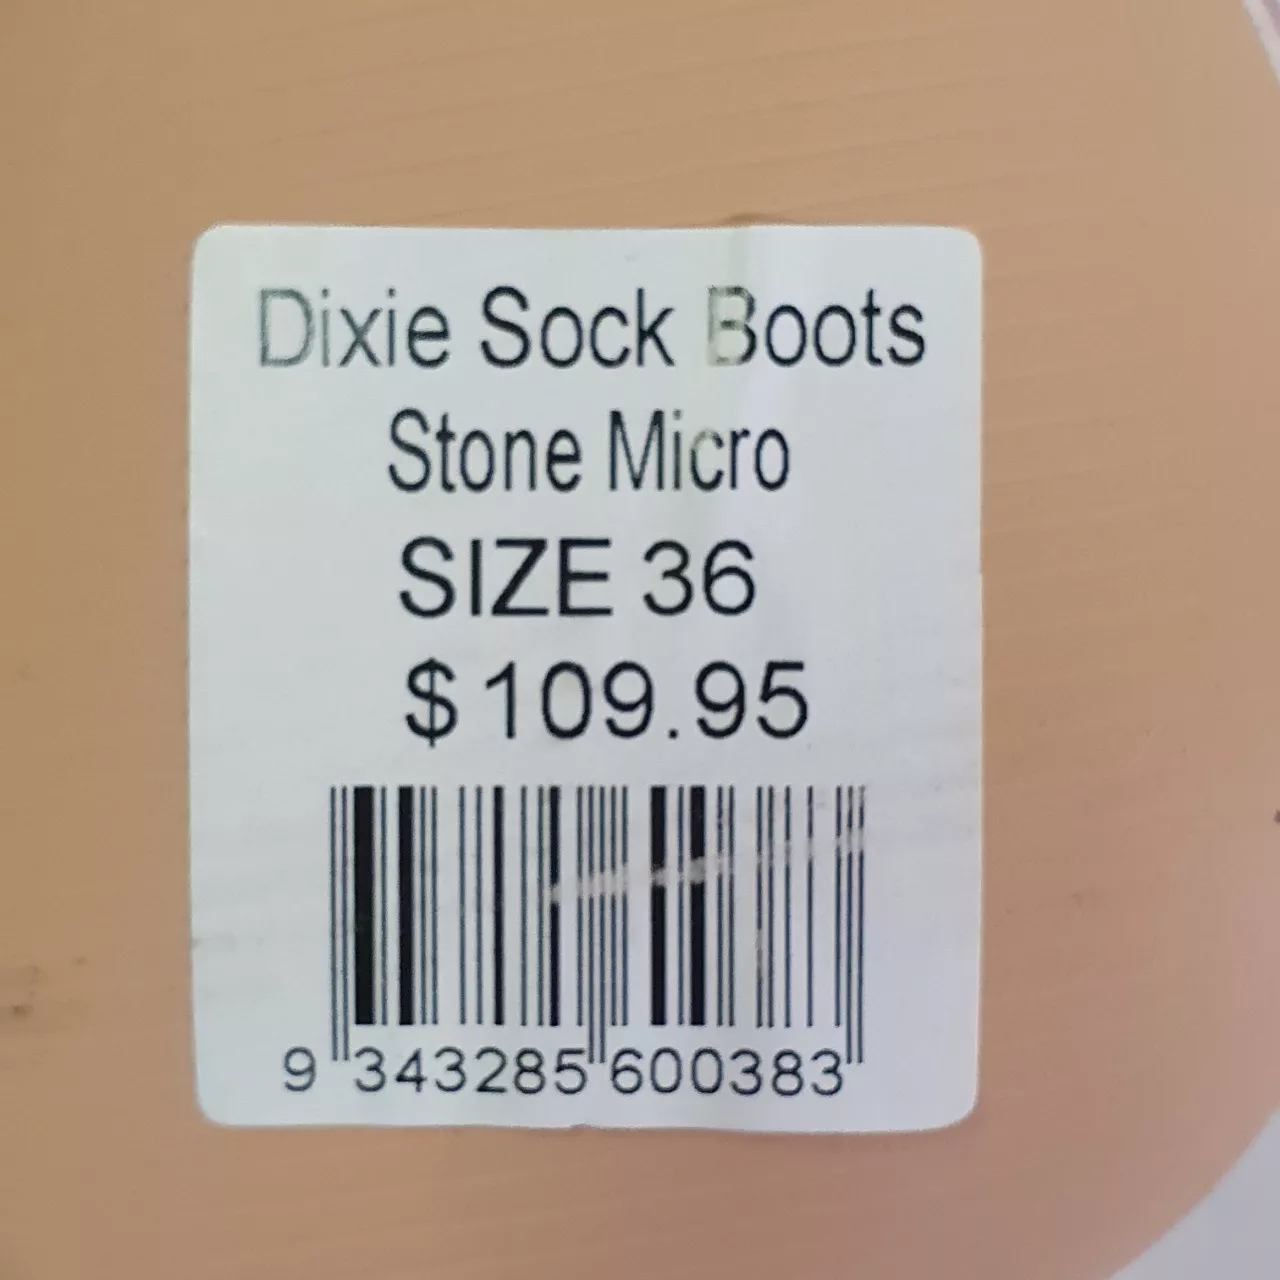 Dixie Sock Boots
Stone Micro
SIZE 36
$109.95
9 343285 600383